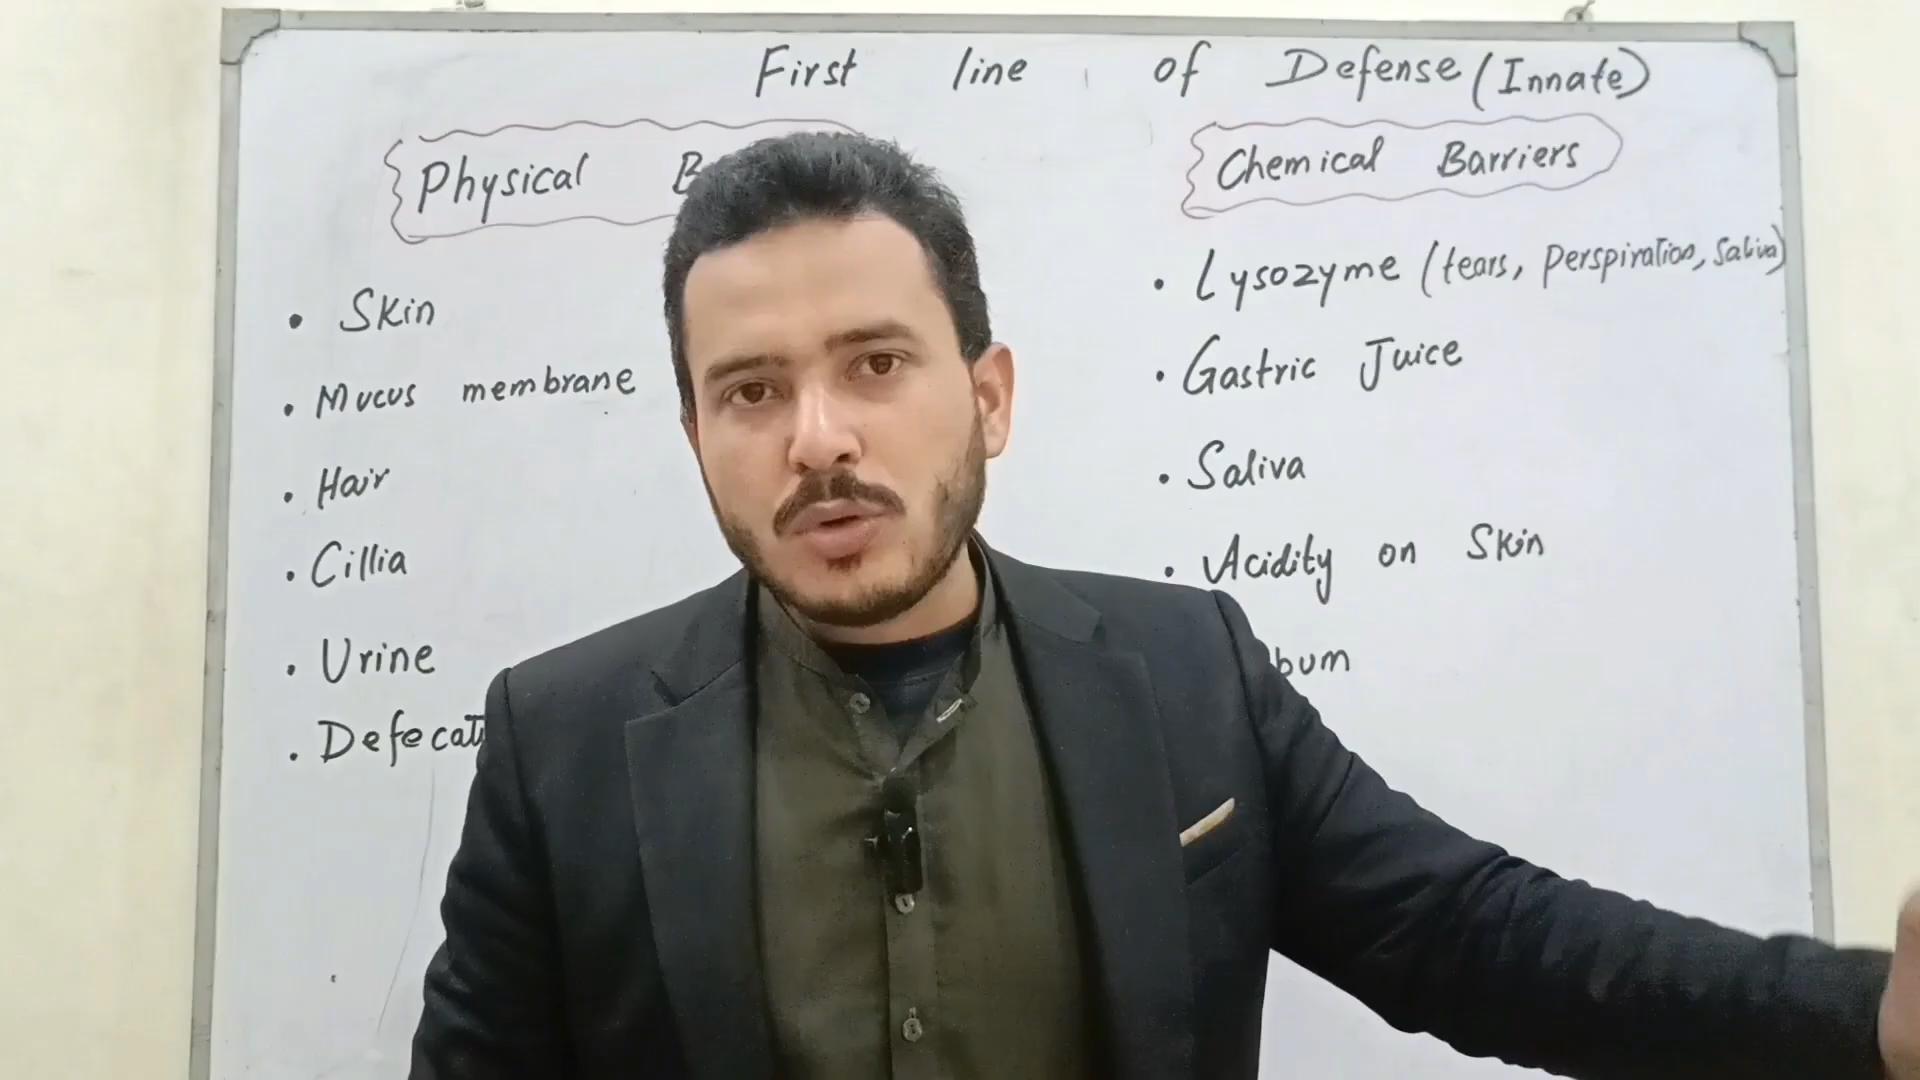 First line of Defense (Innate)
Physical B
Chemical Barriers
• Skin
• Mucus membrane
• Hair
• Cillia
• Urine
• Defecati
• Lysozyme (tears, perspiration, saliva)
• Gastric Juice
• Saliva
• Acidity on Skin
bum